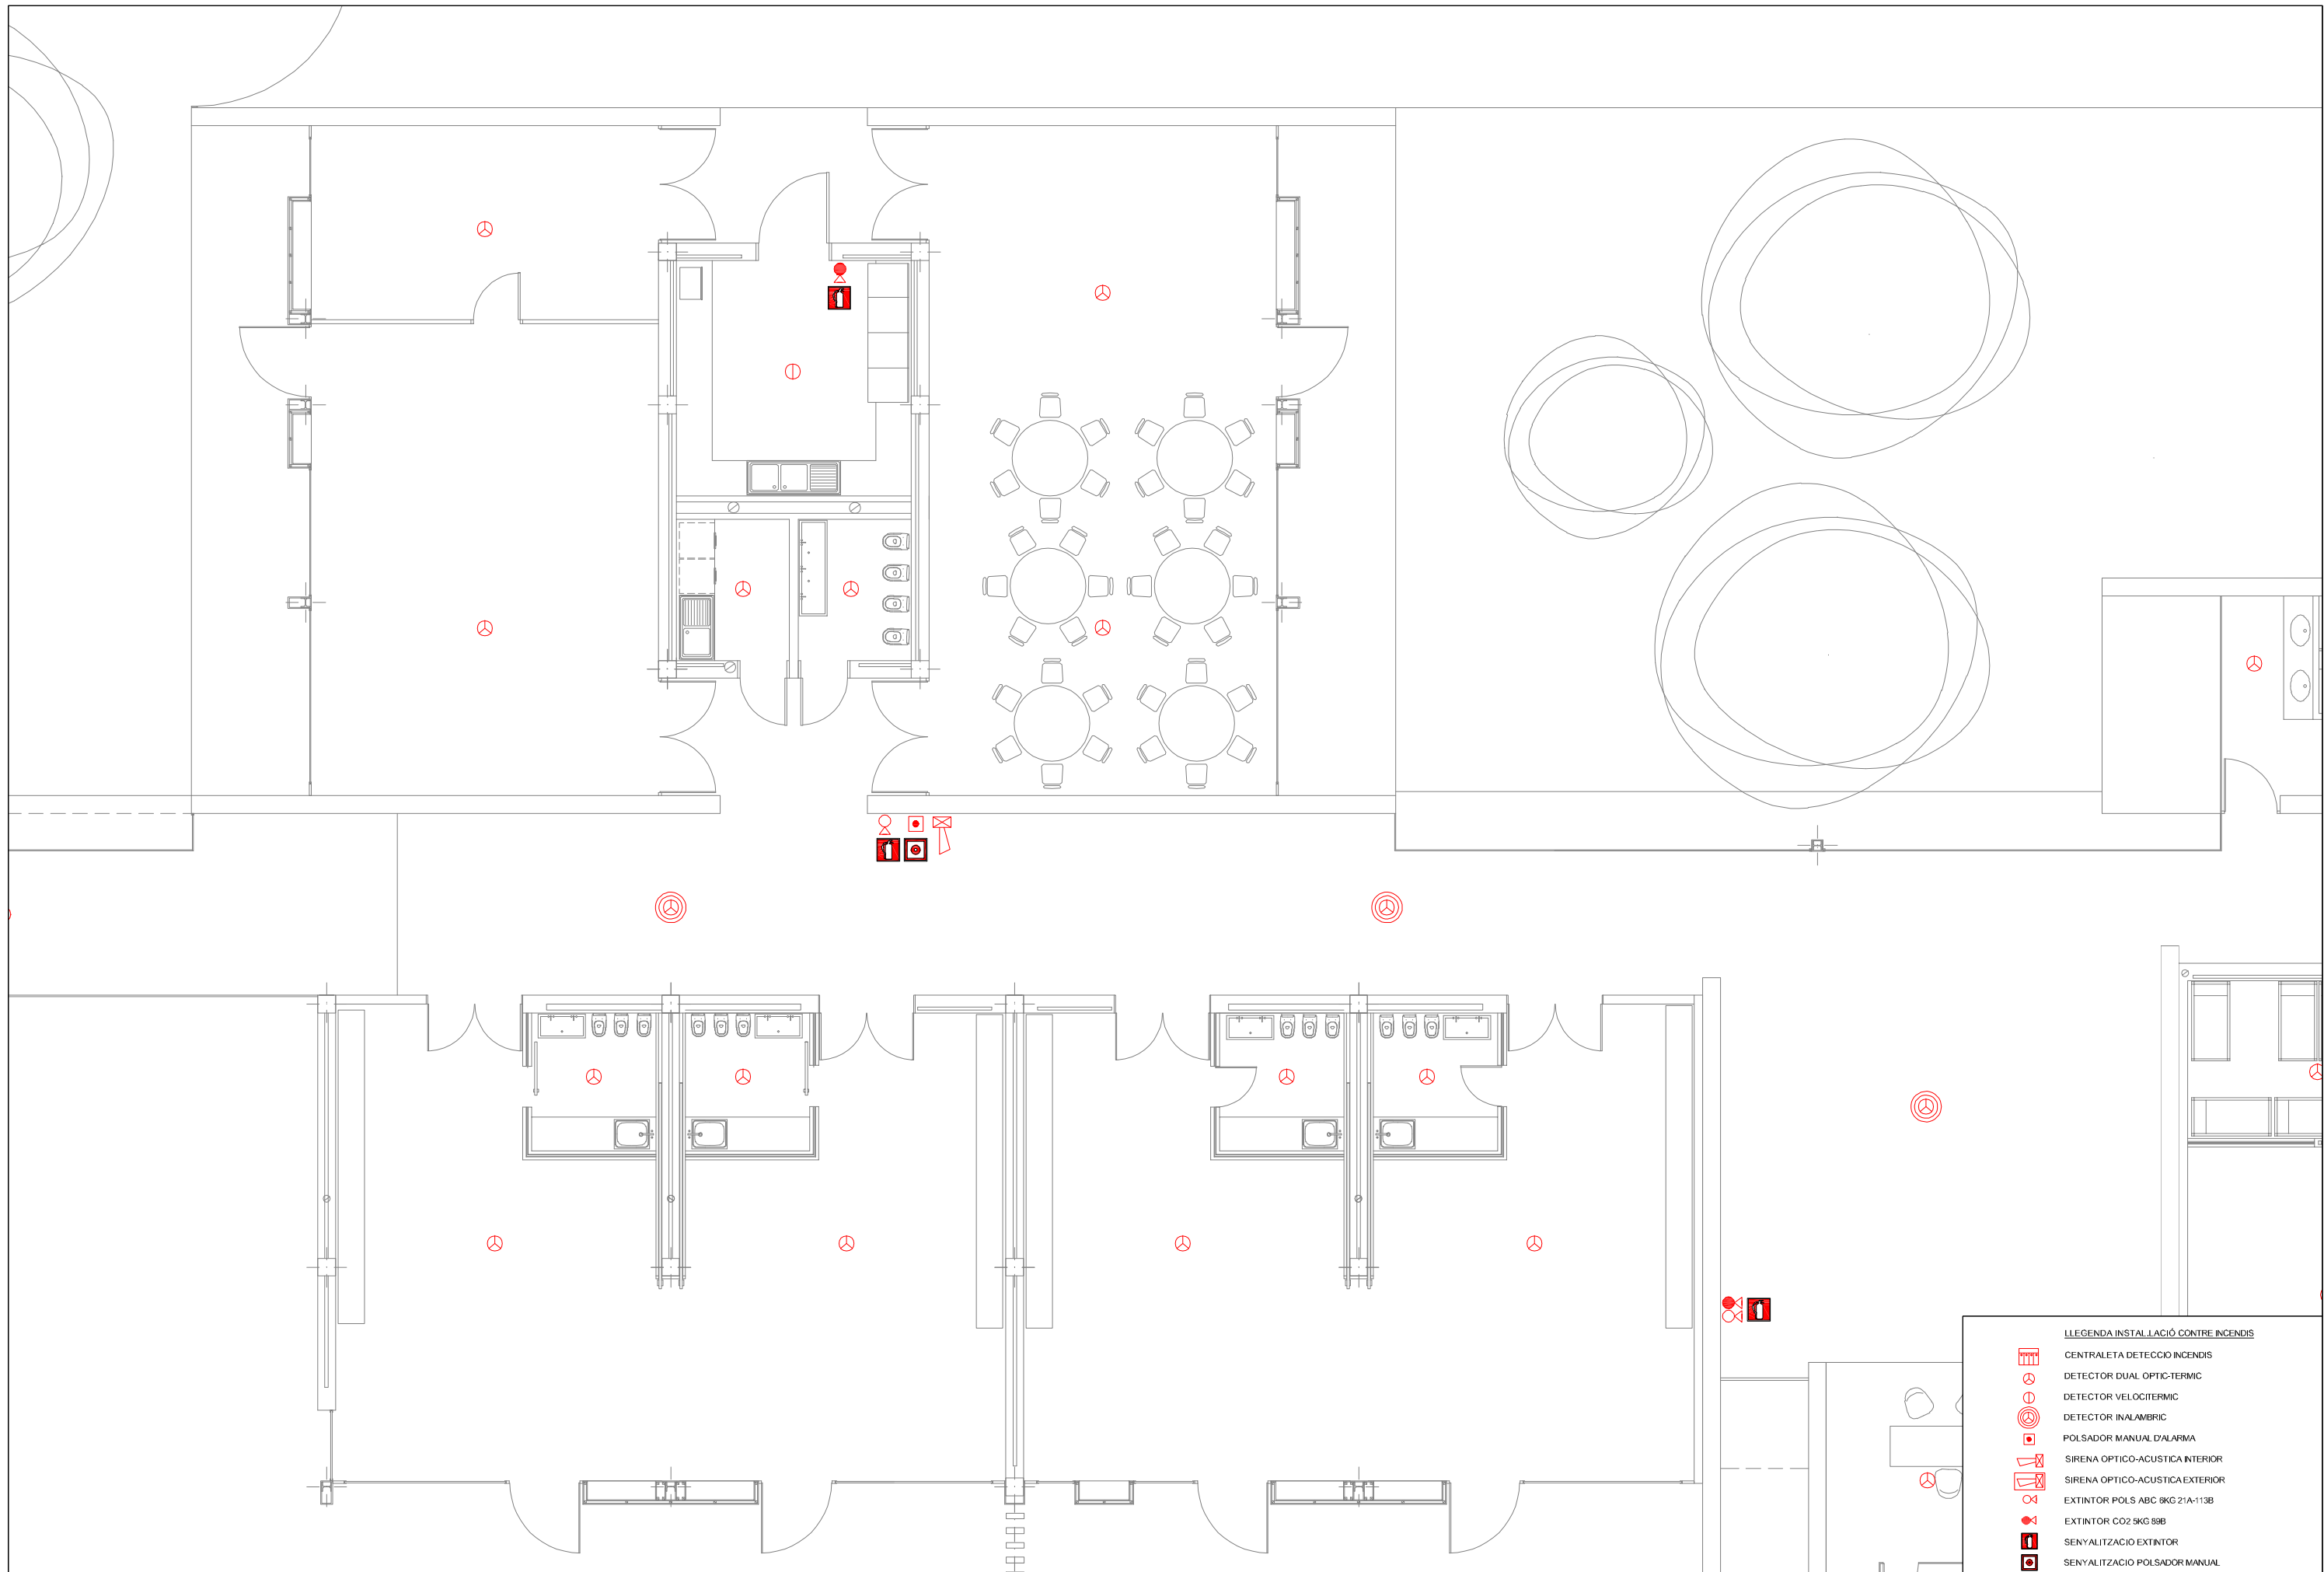 LLEGENDA INSTAL.LACIÓ CONTRE INCENDIS
CENTRALETA DETECCIO INCENDIS
DETECTOR DUAL OPTIC-TERMIC
DETECTOR VELOCITERMIC
DETECTOR INALAMBRIC
POLSADOR MANUAL D'ALARMA
SIRENA OPTICO-ACUSTICA INTERIOR
SIRENA OPTICO-ACUSTICA EXTERIOR
EXTINTOR POLS ABC 6KG 21A-113B
EXTINTOR CO2 5KG 89B
SENYALITZACIO EXTINTOR
SENYALITZACIO POLSADOR MANUAL